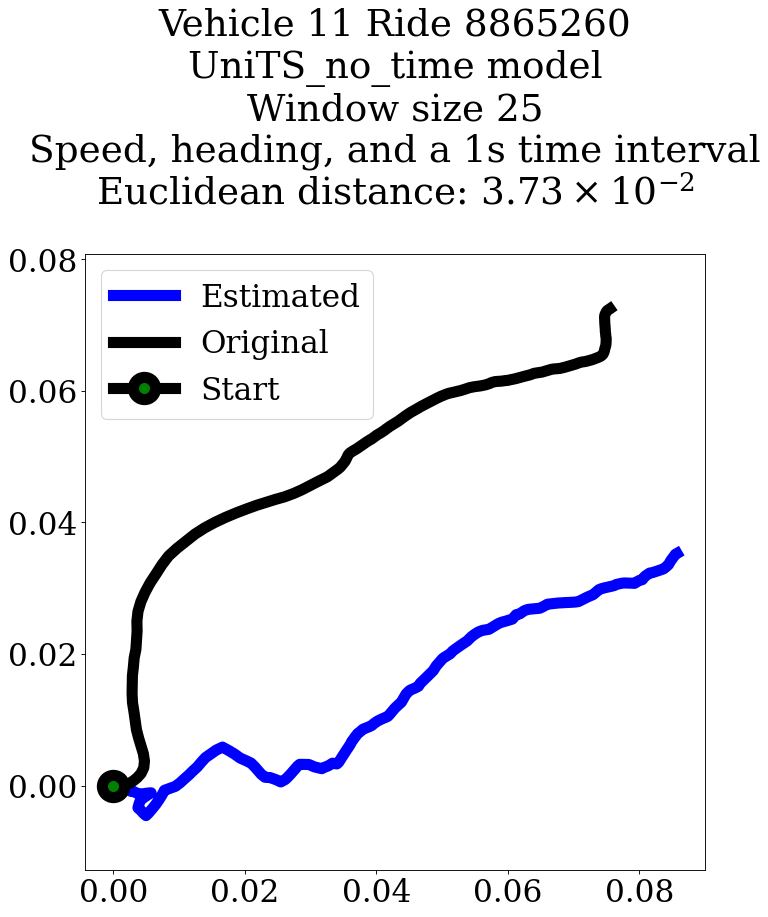 Vehicle 11 Ride 8865260
UniTS_no_time model
Window size 25
Speed, heading, and a 1s time interval
Euclidean distance: 3.73 × 10⁻²
0.08
Estimated
Original
0.06
Start
0.04
0.02
0.00
0.00 0.02 0.04 0.06 0.08